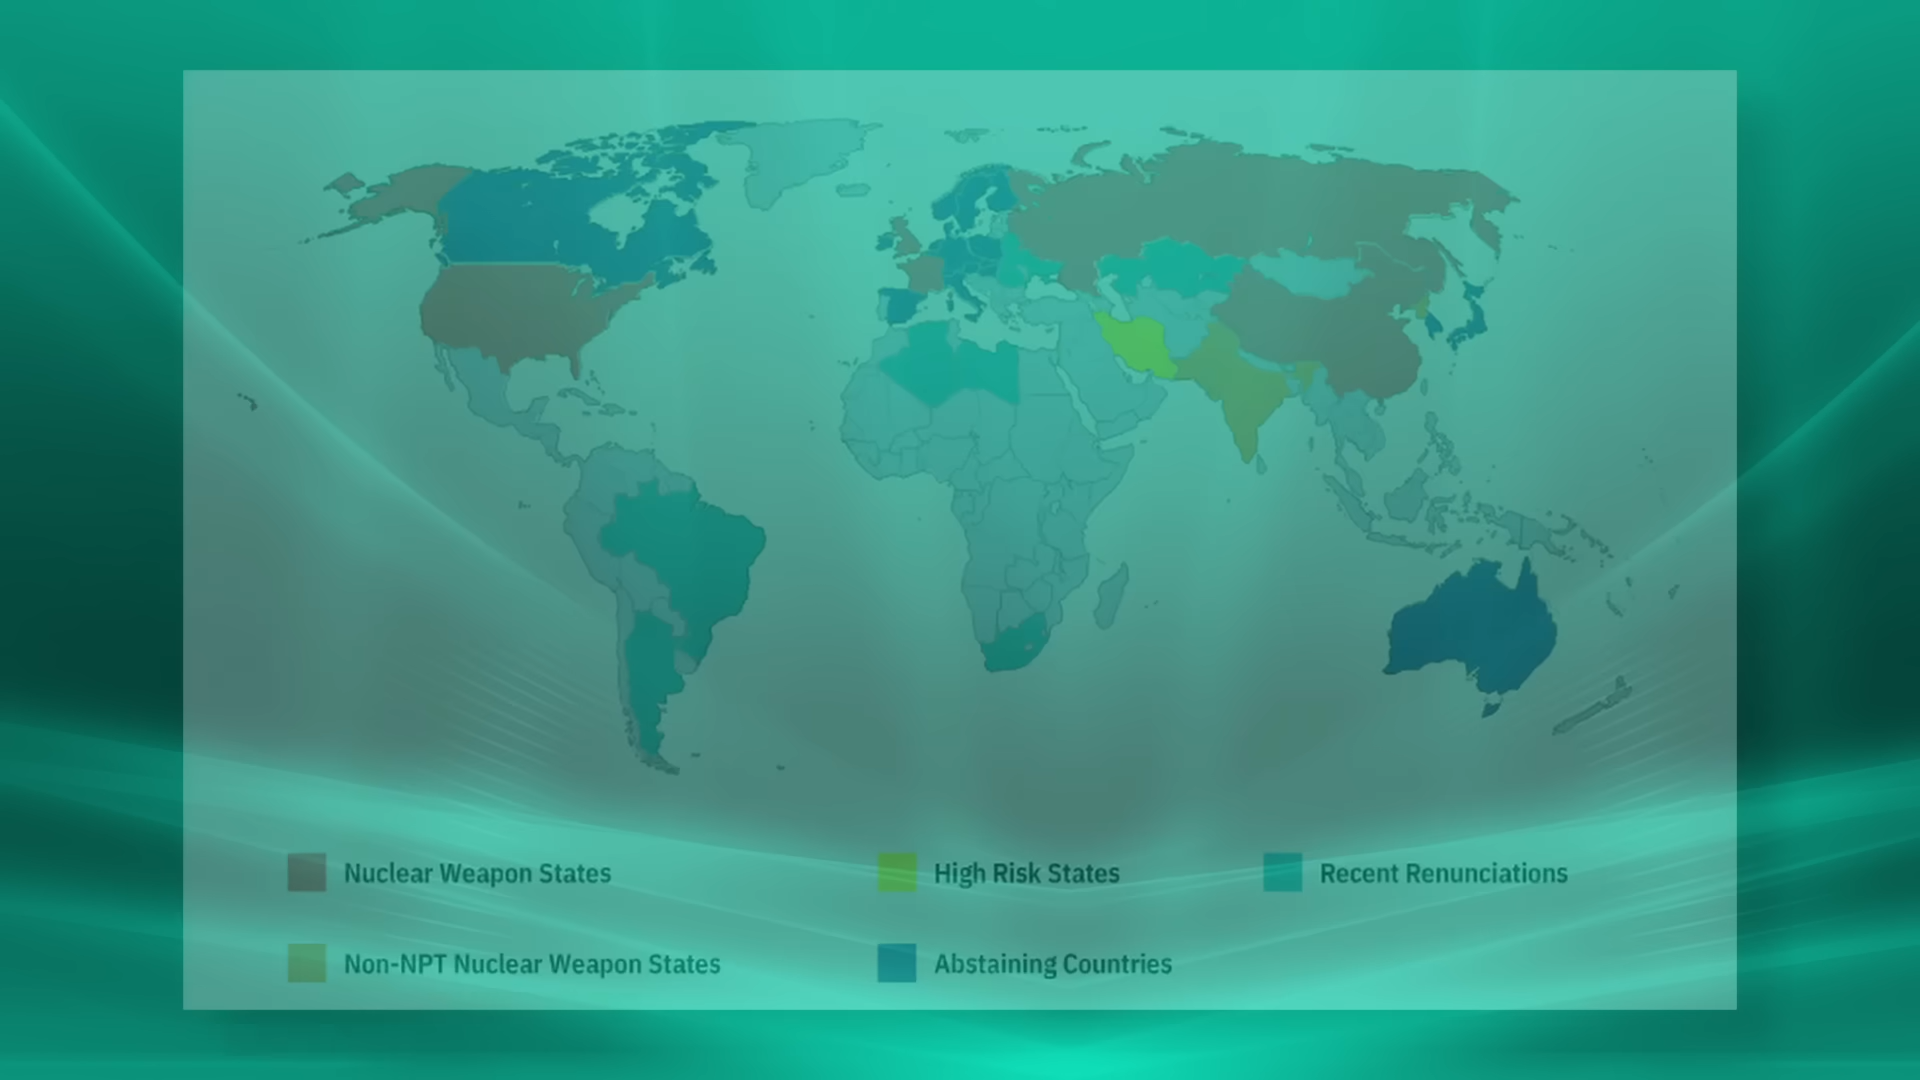 Nuclear Weapon States
High Risk States
Recent Renunciations
Non-NPT Nuclear Weapon States
Abstaining Countries